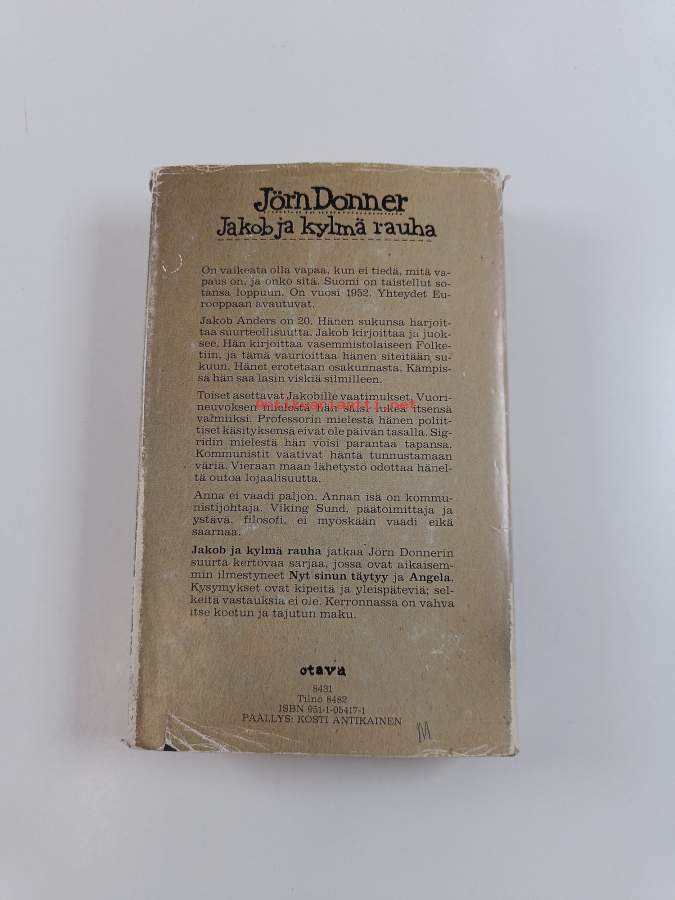 Jörn Donner
Jakob ja kylmä rauha
On vaikeata olla vapaa, kun ei tiedä, mitä va-
paus on, ja onko sitä. Suomi on taistellut so-
tansa loppuun. On vuosi 1952. Yhteydet Eu-
rooppaan avautuvat.
Jakob Anders on 20. Hänen sukunsa harjoit-
taa suurteollisuutta. Jakob kirjoittaa ja juok-
see. Hän kirjoittaa vasemmistolaiseen Folke-
tiin, ja tämä vaurioittaa hänen siteitään su-
kuun. Hänet erotetaan osakunnasta. Kämpis-
sä hän saa lasin viskiä silmilleen.
Toiset asettavat Jakobille vaatimukset. Vuori-
neuvoksen mielestä hän saisi lukea itsensä
valmiiksi. Professorin mielestä hänen poliit-
tiset käsityksensä eivät ole päivän tasalla. Sig-
ridin mielestä hän voisi parantaa tapansa.
Kommunistit vaativat häntä tunnustamaan
väriä. Vieraan maan lähetystö odottaa hänel-
tä outoa lojaalisuutta.
Anna ei vaadi paljon. Annan isä on kommu-
nistijohtaja. Viking Sund, päätoimittaja ja
ystävä, filosofi, ei myöskään vaadi eikä
saarnaa.
Jakob ja kylmä rauha jatkaa Jörn Donnerin
suurta kertovaa sarjaa, jossa ovat aikaisem-
min ilmestyneet Nyt sinun täytyy ja Angela.
Kysymykset ovat kipeitä ja yleispäteviä; sel-
keitä vastauksia ei ole. Kerronnassa on vahva
itse koetun ja tajutun maku.
otava
8431
Tilno 8482
ISBN 951-1-05417-1
PÄÄLLYS: KOSTI ANTIKAINEN
M